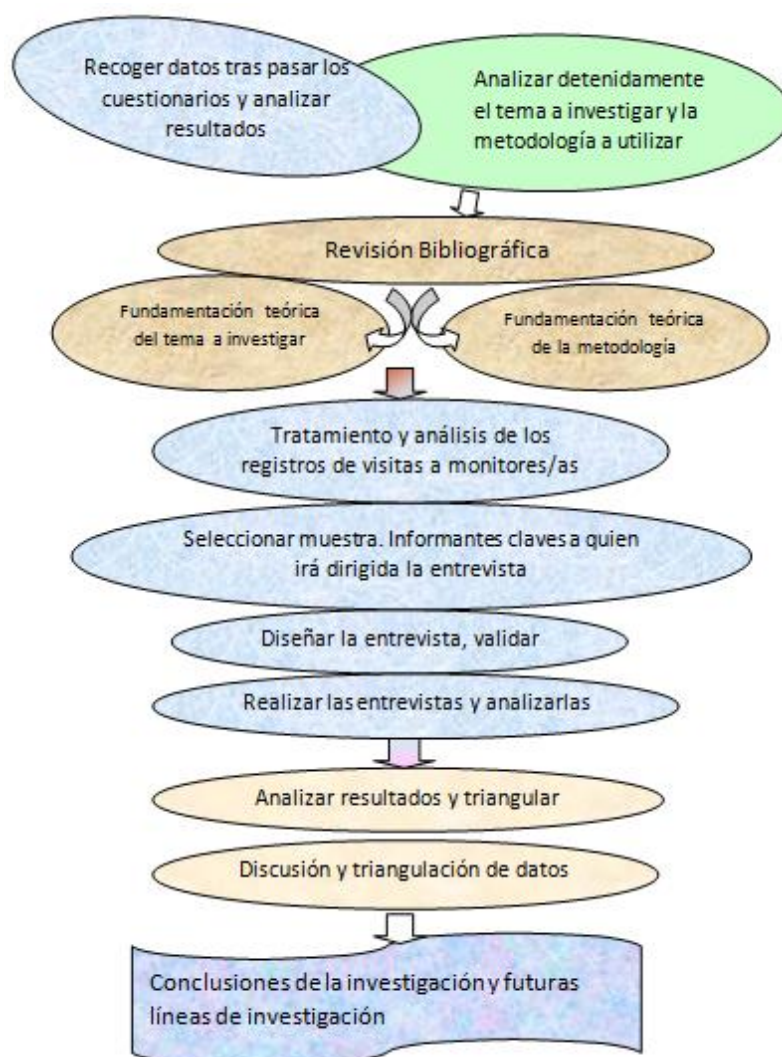 Recoger datos tras pasar los
cuestionarios y analizar
resultados
Analizar detenidamente
el tema a investigar y la
metodología a utilizar
Revisión Bibliográfica
Fundamentación teórica
del tema a investigar
Fundamentación teórica
de la metodología
Tratamiento y análisis de los
registros de visitas a monitores/as
Seleccionar muestra. Informantes claves a quien
irá dirigida la entrevista
Diseñar la entrevista, validar
Realizar las entrevistas y analizarlas
Analizar resultados y triangular
Discusión y triangulación de datos
Conclusiones de la investigación y futuras
líneas de investigación